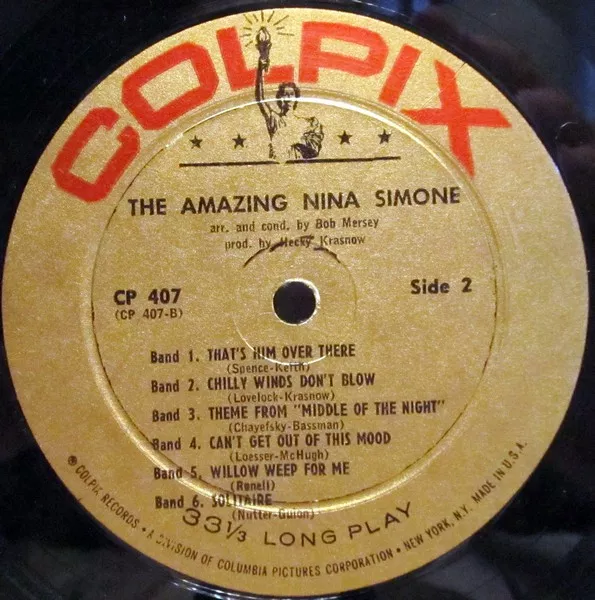 COLPIX
THE AMAZING NINA SIMONE
arr. and cond. by Bob Mersey
prod. by Hecky Krasnow
CP 407
(CP 407-B)
Side 2
Band 1. THAT'S HIM OVER THERE
(Spence-Keith)
Band 2. CHILLY WINDS DON'T BLOW
(Lovelock-Krasnow)
Band 3. THEME FROM "MIDDLE OF THE NIGHT"
(Chayefsky-Bassman)
Band 4. CAN'T GET OUT OF THIS MOOD
(Loesser-McHugh)
Band 5. WILLOW WEEP FOR ME
(Ronell)
Band 6. SOLITAIRE
(Nutter-Guion)
33 1/3 LONG PLAY
℗ COLPIX RECORDS • A DIVISION OF COLUMBIA PICTURES CORPORATION • NEW YORK, N.Y. MADE IN U.S.A.